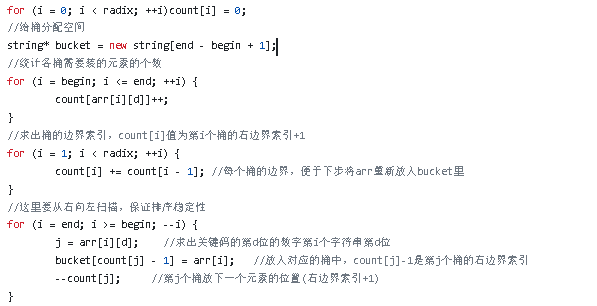 for (i = 0; i < radix; ++i)count[i] = 0;
//给桶分配空间
string* bucket = new string[end - begin + 1];
//统计各桶需要装的元素的个数
for (i = begin; i <= end; ++i) {
count[arr[i][d]]++;
}
//求出桶的边界索引，count[i]值为第i个桶的右边界索引+1
for (i = 1; i < radix; ++i) {
count[i] += count[i - 1]; //每个桶的边界，便于下步将arr重新放入bucket里
}
//这里要从右向左扫描，保证排序稳定性
for (i = end; i >= begin; --i) {
j = arr[i][d]; //求出关键码的第d位的数字第i个字符串第d位
bucket[count[j] - 1] = arr[i]; //放入对应的桶中，count[j]-1是第j个桶的右边界索引
--count[j]; //第j个桶放下一个元素的位置(右边界索引+1)
}